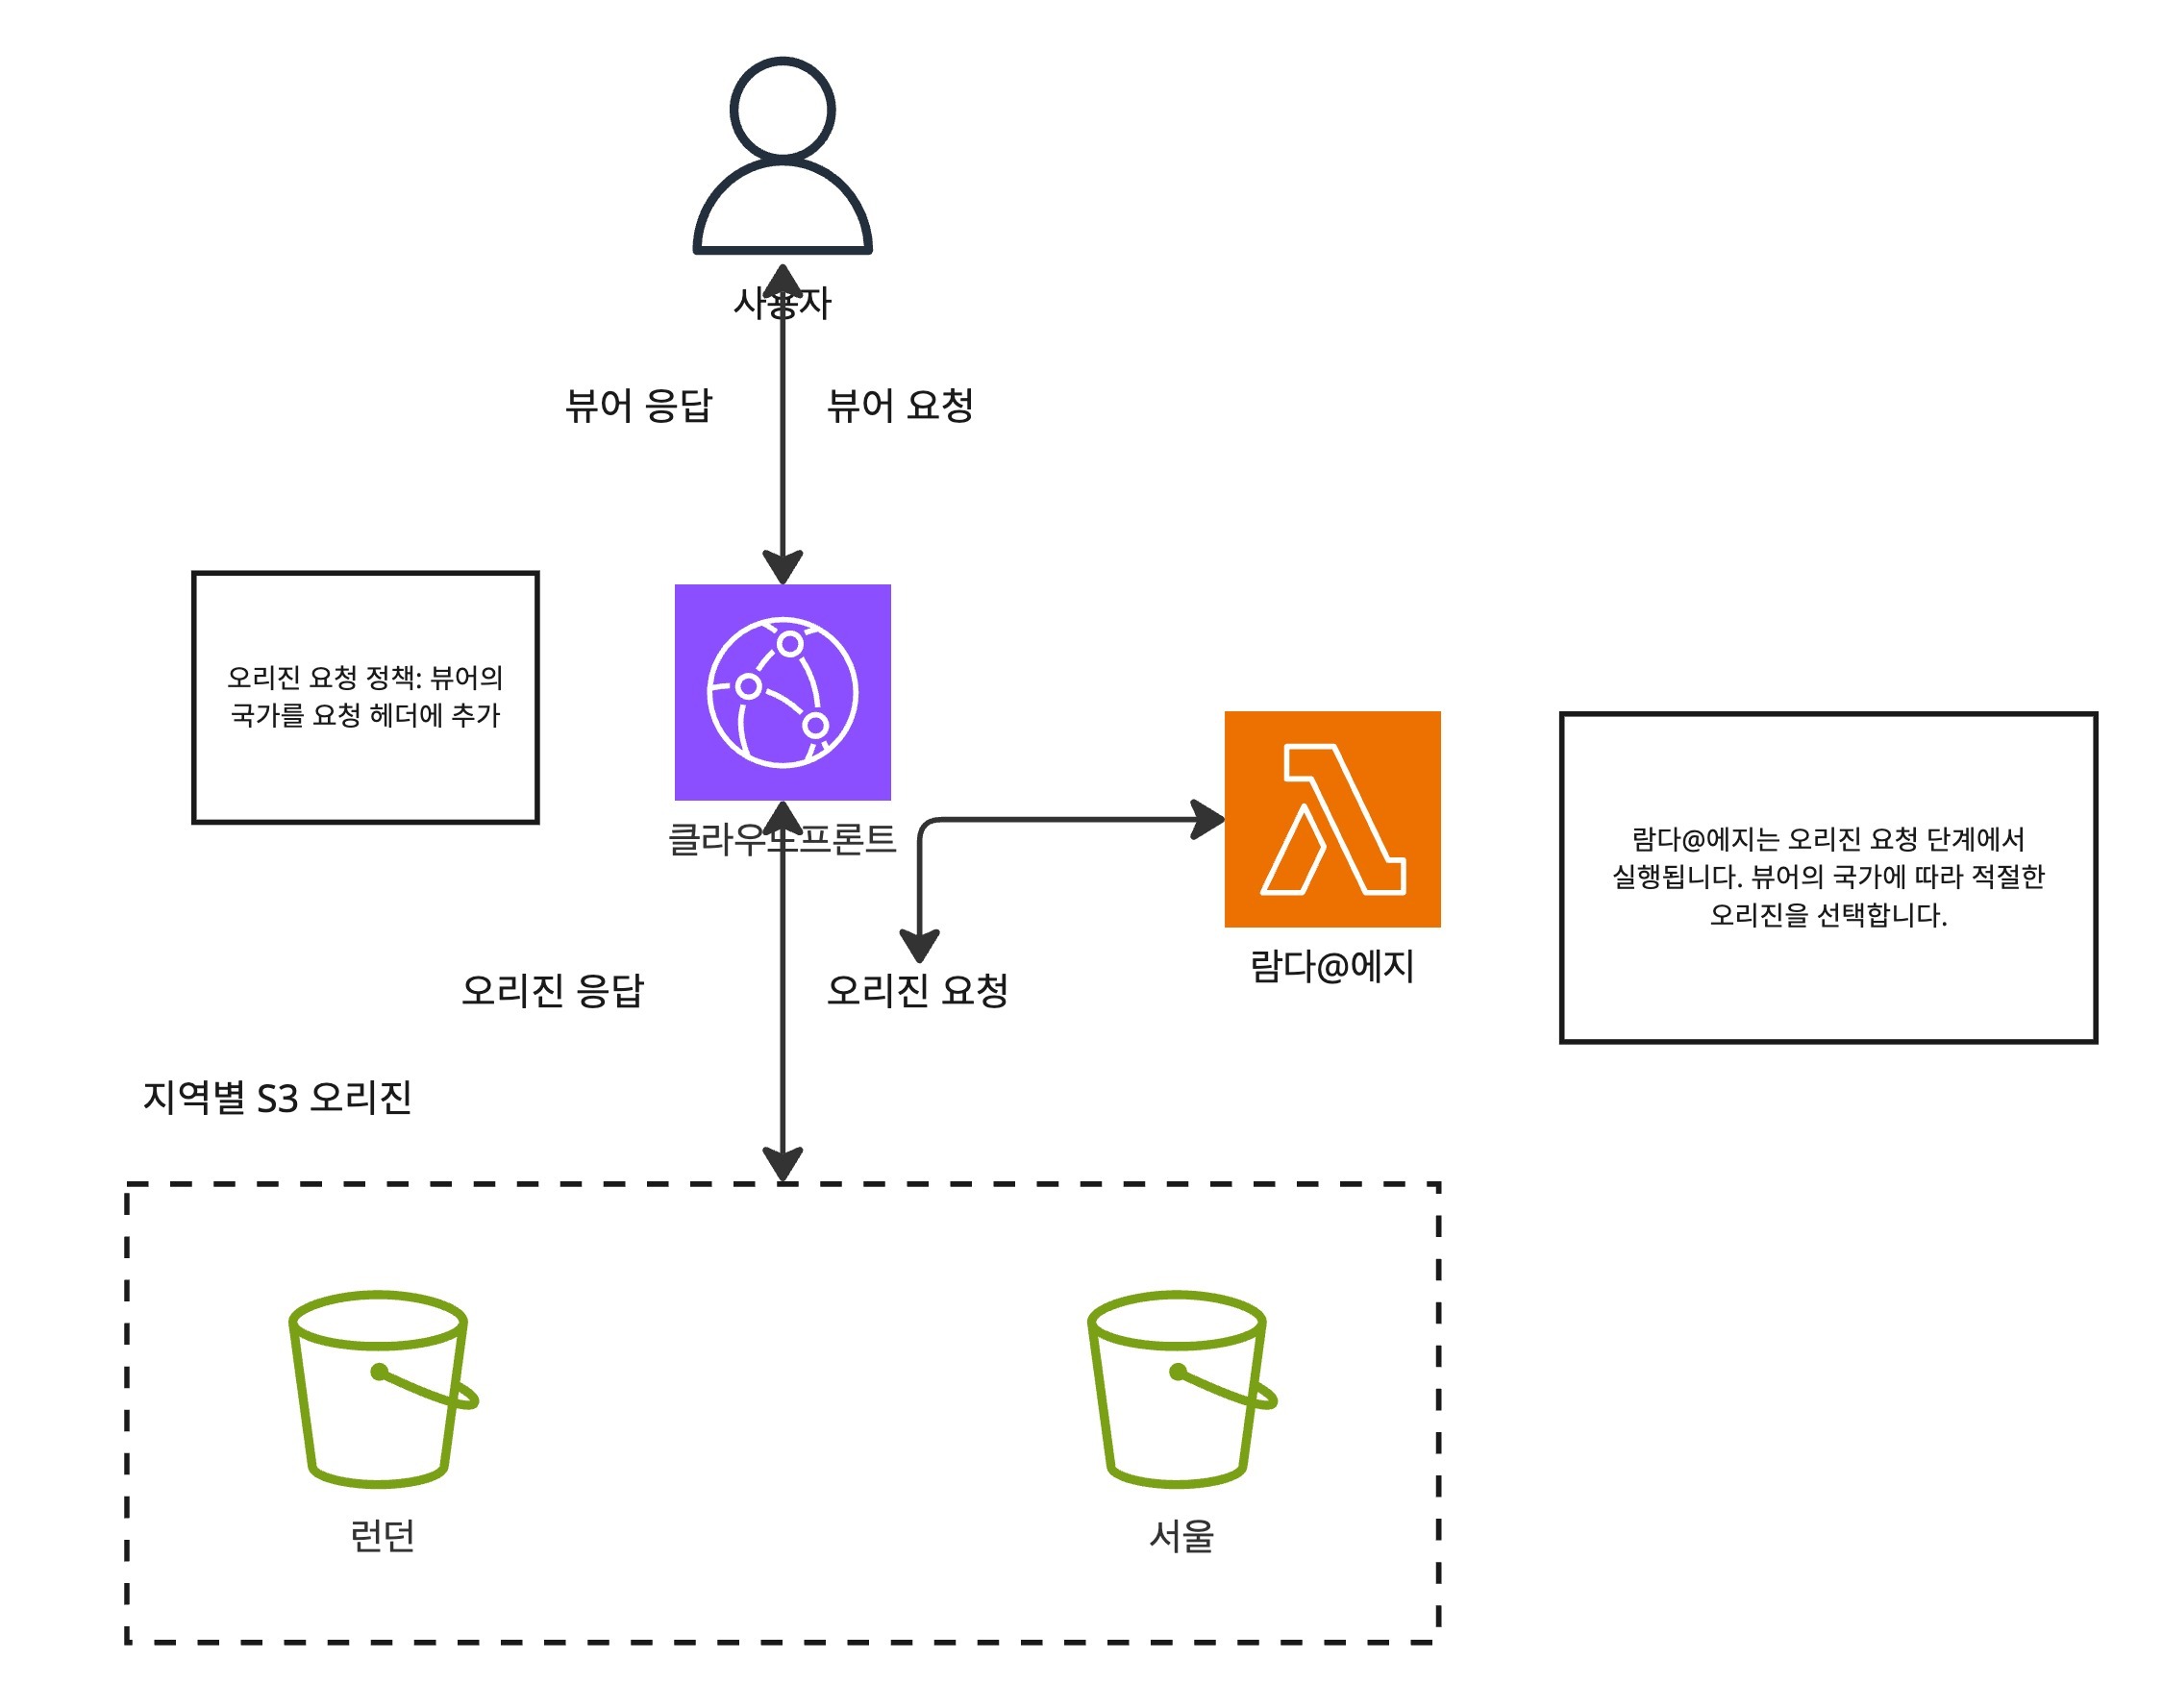 사용자
뷰어 응답
뷰어 요청
오리진 요청 정책: 뷰어의
국가를 요청 헤더에 추가
클라우드프론트
람다@에지는 오리진 요청 단계에서
실행됩니다. 뷰어의 국가에 따라 적절한
오리진을 선택합니다.
람다@에지
오리진 응답
오리진 요청
지역별 S3 오리진
런던
서울